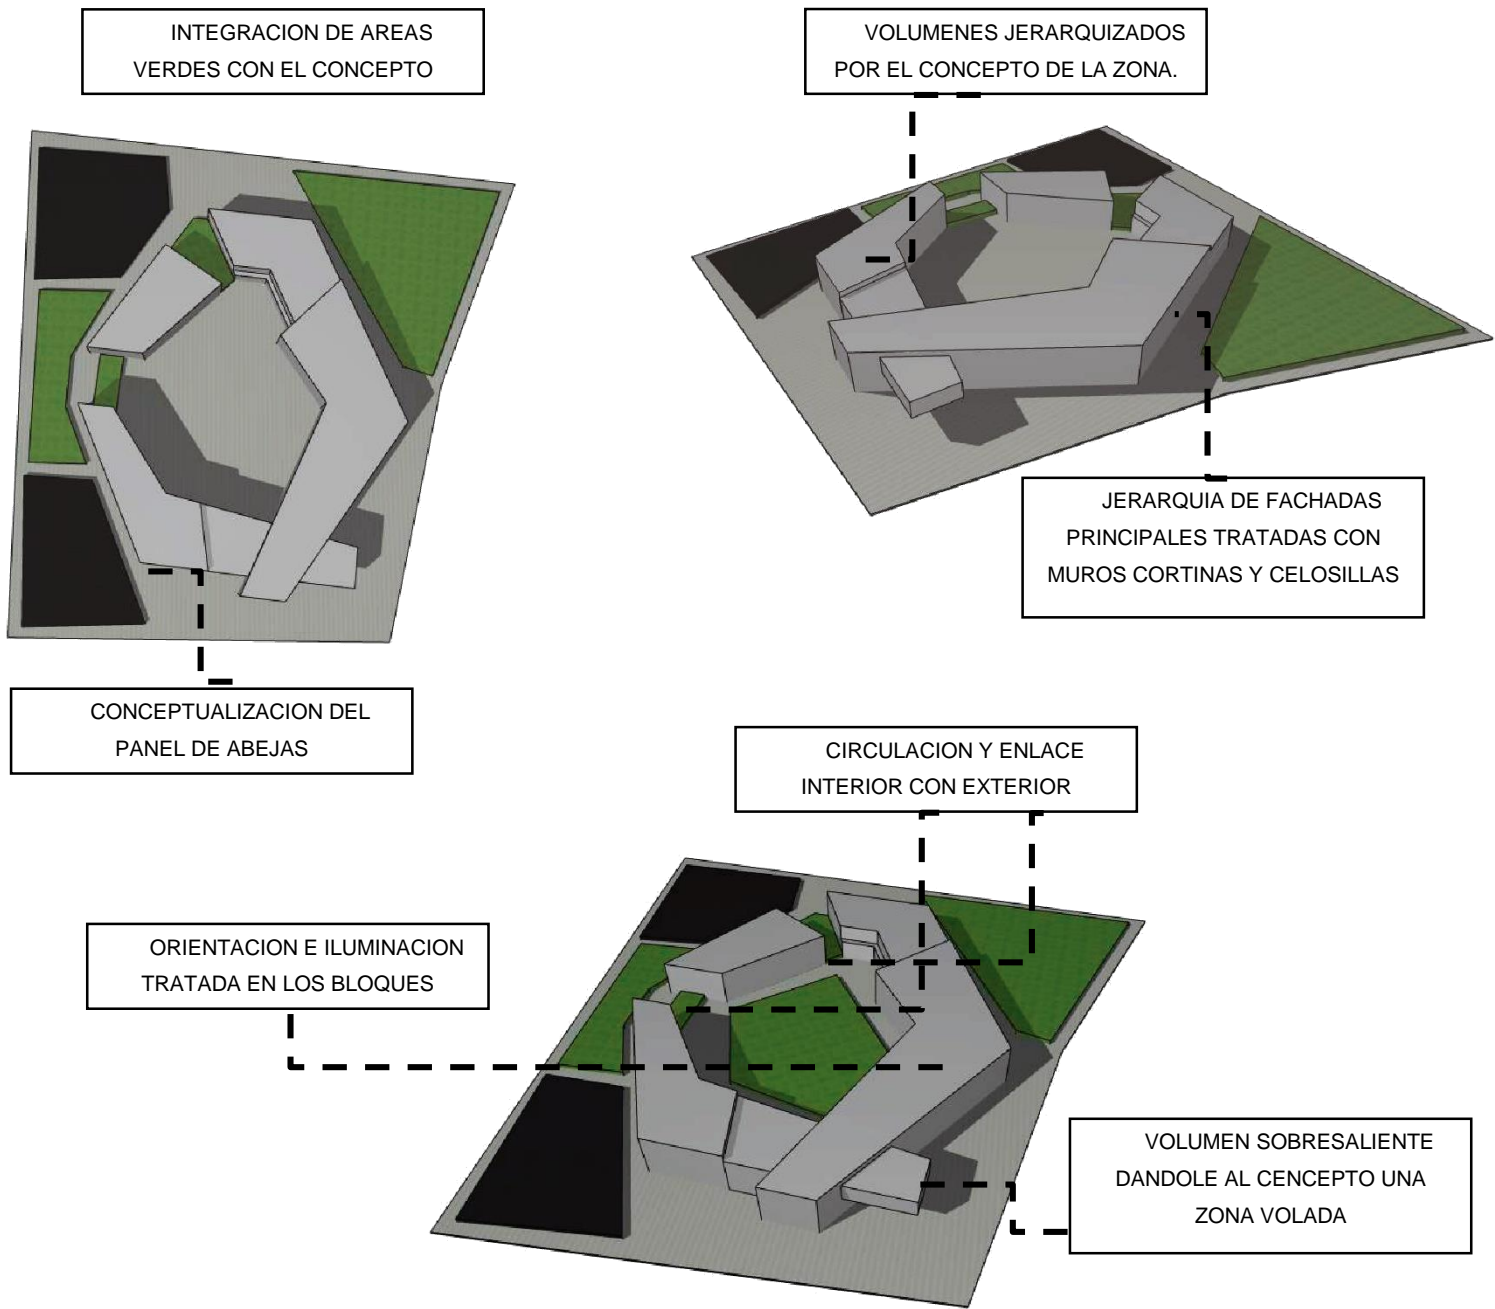 INTEGRACION DE AREAS
VERDES CON EL CONCEPTO
VOLUMENES JERARQUIZADOS
POR EL CONCEPTO DE LA ZONA.
JERARQUIA DE FACHADAS
PRINCIPALES TRATADAS CON
MUROS CORTINAS Y CELOSILLAS
CONCEPTUALIZACION DEL
PANEL DE ABEJAS
CIRCULACION Y ENLACE
INTERIOR CON EXTERIOR
ORIENTACION E ILUMINACION
TRATADA EN LOS BLOQUES
VOLUMEN SOBRESALIENTE
DANDOLE AL CENCEPTO UNA
ZONA VOLADA